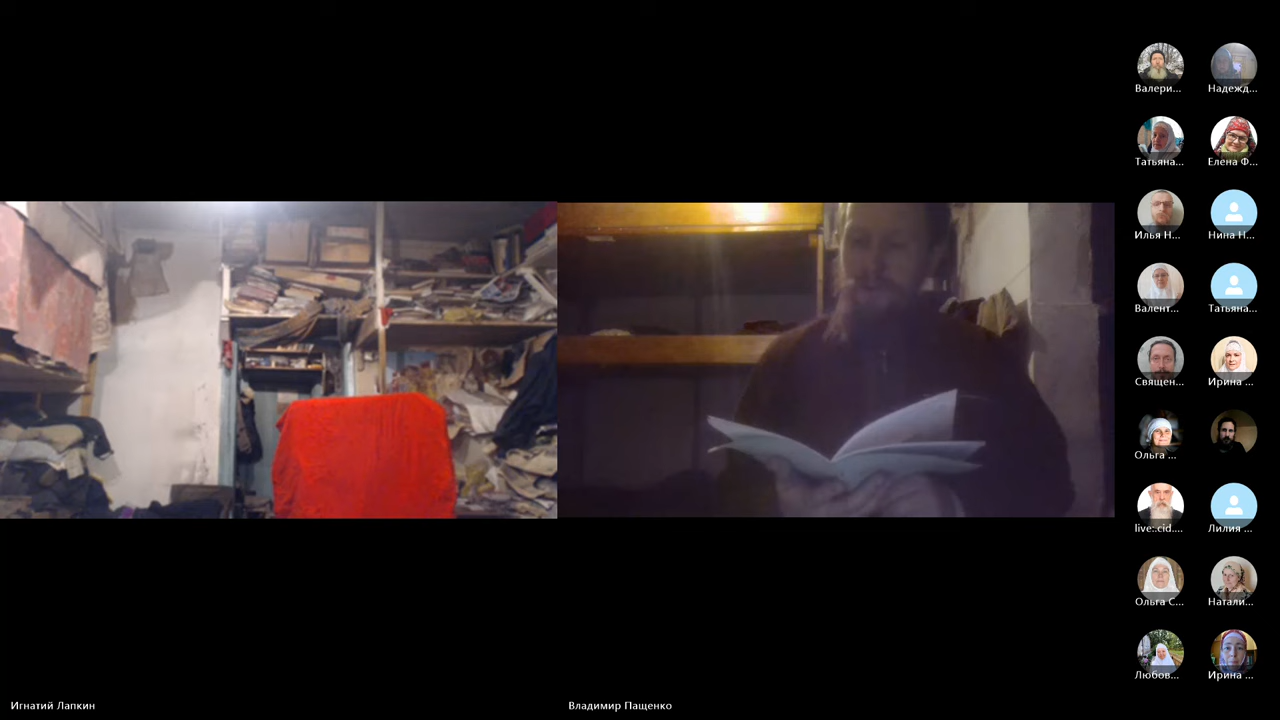 Валери...
Надежд...
Татьяна...
Елена Ф...
Илья Н...
Нина Н...
Валент...
Татьяна...
Священ...
Ирина ...
Ольга ...
live:.cid....
Лилия ...
Ольга С...
Натали...
Любов...
Ирина ...
Игнатий Лапкин
Владимир Пащенко